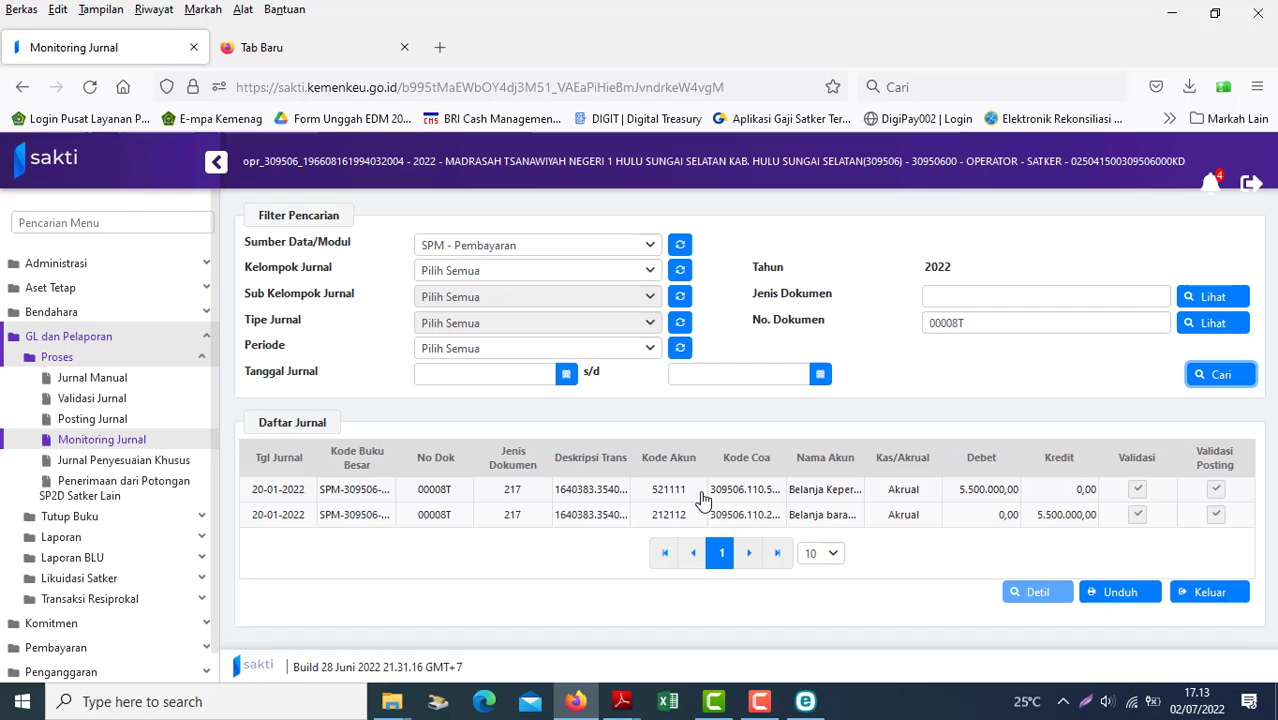 Berkas Edit Tampilan Riwayat Markah Alat Bantuan
Monitoring Jurnal
Tab Baru
https://sakti.kemenkeu.go.id/b995tMaEWbOY4dj3M51_VAEaPiHieBmJvndrkeW4vgM
Cari
Login Pusat Layanan P... E-mpa Kemenag Form Unggah EDM 20... BRI Cash Managemen... DIGIT | Digital Treasury Aplikasi Gaji Satker Ter... DigiPay002 | Login Elektronik Rekonsiliasi ... Markah Lain
sakti
opr_309506_196608161994032004 - 2022 - MADRASAH TSANAWIYAH NEGERI 1 HULU SUNGAI SELATAN KAB. HULU SUNGAI SELATAN(309506) - 30950600 - OPERATOR - SATKER - 025041500309506000KD
4
Pencarian Menu
Administrasi
Aset Tetap
Bendahara
GL dan Pelaporan
Proses
Jurnal Manual
Validasi Jurnal
Posting Jurnal
Monitoring Jurnal
Jurnal Penyesuaian Khusus
Penerimaan dari Potongan
SP2D Satker Lain
Tutup Buku
Laporan
Laporan BLU
Likuidasi Satker
Transaksi Resiprokal
Komitmen
Pembayaran
Penganggaran
Filter Pencarian
Sumber Data/Modul SPM - Pembayaran
Kelompok Jurnal Pilih Semua Tahun 2022
Sub Kelompok Jurnal Pilih Semua Jenis Dokumen Lihat
Tipe Jurnal Pilih Semua No. Dokumen 00008T Lihat
Periode Pilih Semua
Tanggal Jurnal s/d Cari
Daftar Jurnal
Tgl Jurnal Kode Buku Besar No Dok Jenis Dokumen Deskripsi Trans Kode Akun Kode Coa Nama Akun Kas/Akrual Debet Kredit Validasi Validasi Posting
20-01-2022 SPM-309506-... 00008T 217 1640383.3540... 521111 309506.110.5... Belanja Keper... Akrual 5.500.000,00 0,00
20-01-2022 SPM-309506-... 00008T 217 1640383.3540... 212112 309506.110.2... Belanja bara... Akrual 0,00 5.500.000,00
1 10
Detil Unduh Keluar
sakti Build 28 Juni 2022 21.31.16 GMT+7
Type here to search
25°C
17.13
02/07/2022